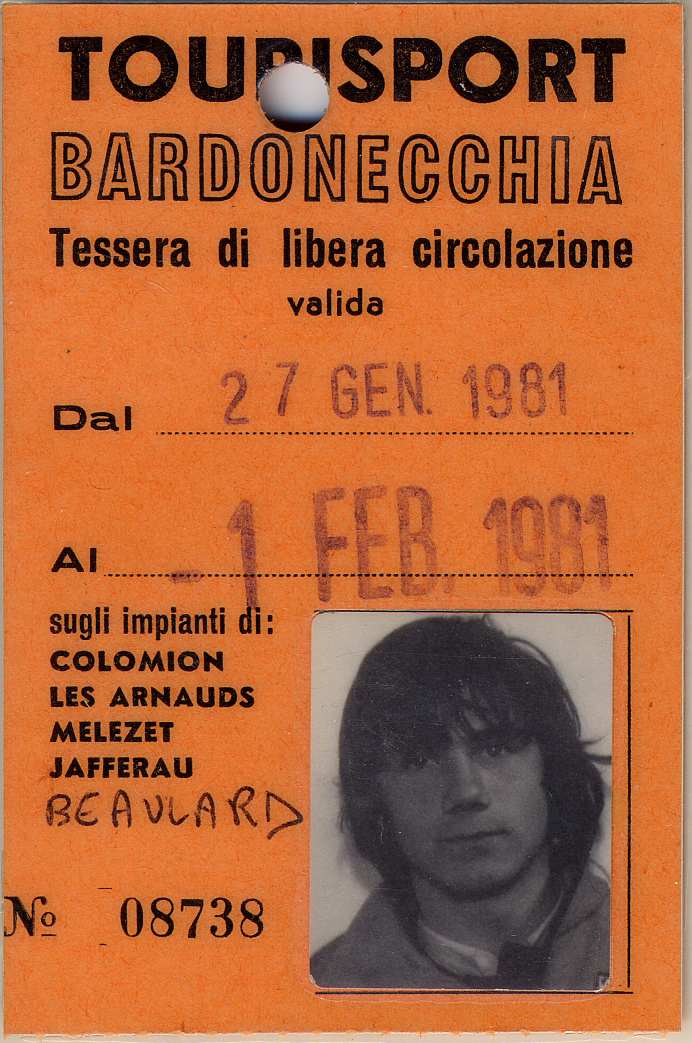 TOURISPORT
BARDONECCHIA
Tessera di libera circolazione
valida
Dal 27 GEN. 1981
Al -1 FEB. 1981
sugli impianti di:
COLOMION
LES ARNAUDS
MELEZET
JAFFERAU
BEAULARD
No 08738